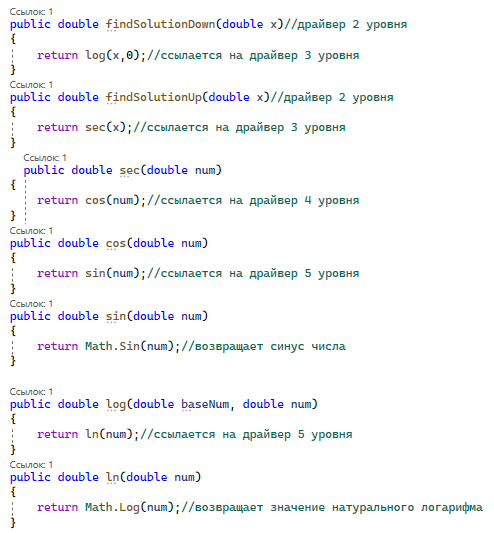 Ссылок: 1
public double findSolutionDown(double x)//драйвер 2 уровня
{
return log(x,0);//ссылается на драйвер 3 уровня
}
Ссылок: 1
public double findSolutionUp(double x)//драйвер 2 уровня
{
return sec(x);//ссылается на драйвер 3 уровня
}
Ссылок: 1
public double sec(double num)
{
return cos(num);//ссылается на драйвер 4 уровня
}
Ссылок: 1
public double cos(double num)
{
return sin(num);//ссылается на драйвер 5 уровня
}
Ссылок: 1
public double sin(double num)
{
return Math.Sin(num);//возвращает синус числа
}
Ссылок: 1
public double log(double baseNum, double num)
{
return ln(num);//ссылается на драйвер 5 уровня
}
Ссылок: 1
public double ln(double num)
{
return Math.Log(num);//возвращает значение натурального логарифма
}